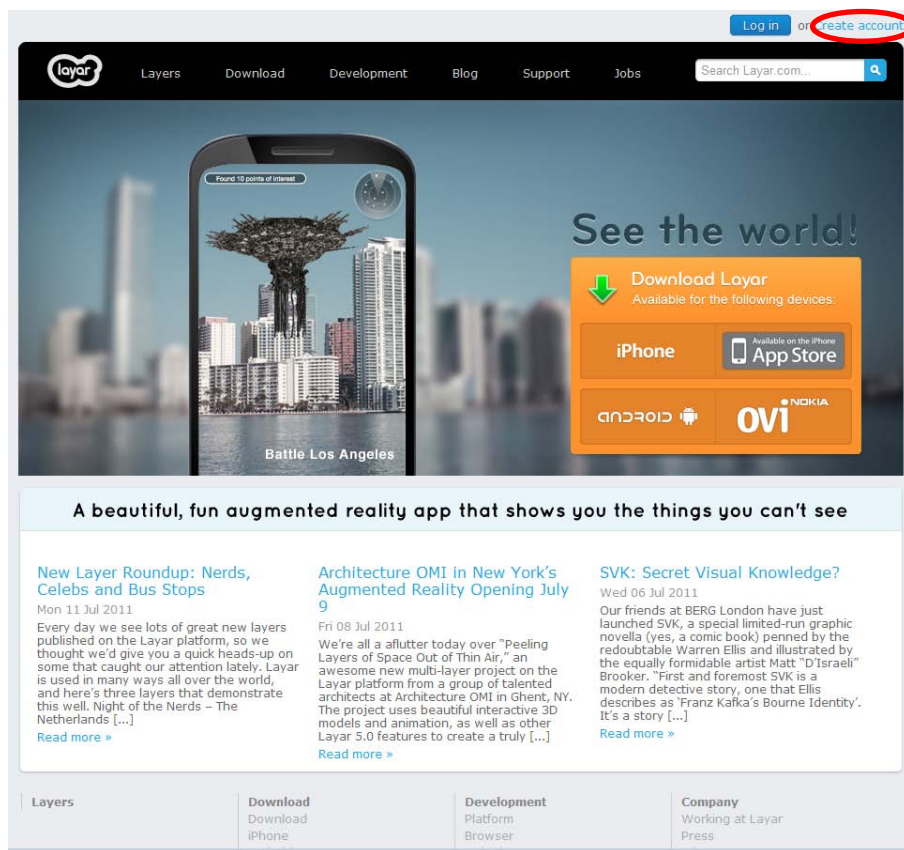 Log in or Create account
layar Layers Download Development Blog Support Jobs Search Layar.com...
Found 10 points of interest
See the world!
Download Layar
Available for the following devices:
iPhone
Available on the iPhone
App Store
ANDROID
OVI NOKIA
Battle Los Angeles
A beautiful, fun augmented reality app that shows you the things you can't see
New Layer Roundup: Nerds,
Celebs and Bus Stops
Mon 11 Jul 2011
Every day we see lots of great new layers
published on the Layar platform, so we
thought we'd give you a quick heads-up on
some that caught our attention lately. Layar
is used in many ways all over the world,
and here's three layers that demonstrate
this well. Night of the Nerds – The
Netherlands [...]
Read more »
Architecture OMI in New York's
Augmented Reality Opening July
9
Fri 08 Jul 2011
We're all a aflutter today over "Peeling
Layers of Space Out of Thin Air," an
awesome new multi-layer project on the
Layar platform from a group of talented
architects at Architecture OMI in Ghent, NY.
The project uses beautiful interactive 3D
models and animation, as well as other
Layar 5.0 features to create a truly [...]
Read more »
SVK: Secret Visual Knowledge?
Wed 06 Jul 2011
Our friends at BERG London have just
launched SVK, a special limited-run graphic
novella (yes, a comic book) penned by the
redoubtable Warren Ellis and illustrated by
the equally formidable artist Matt "D'Israeli"
Brooker. "First and foremost SVK is a
modern detective story, one that Ellis
describes as 'Franz Kafka's Bourne Identity'.
It's a story [...]
Read more »
Layers
Download
Download
iPhone
Development
Platform
Browser
Company
Working at Layar
Press